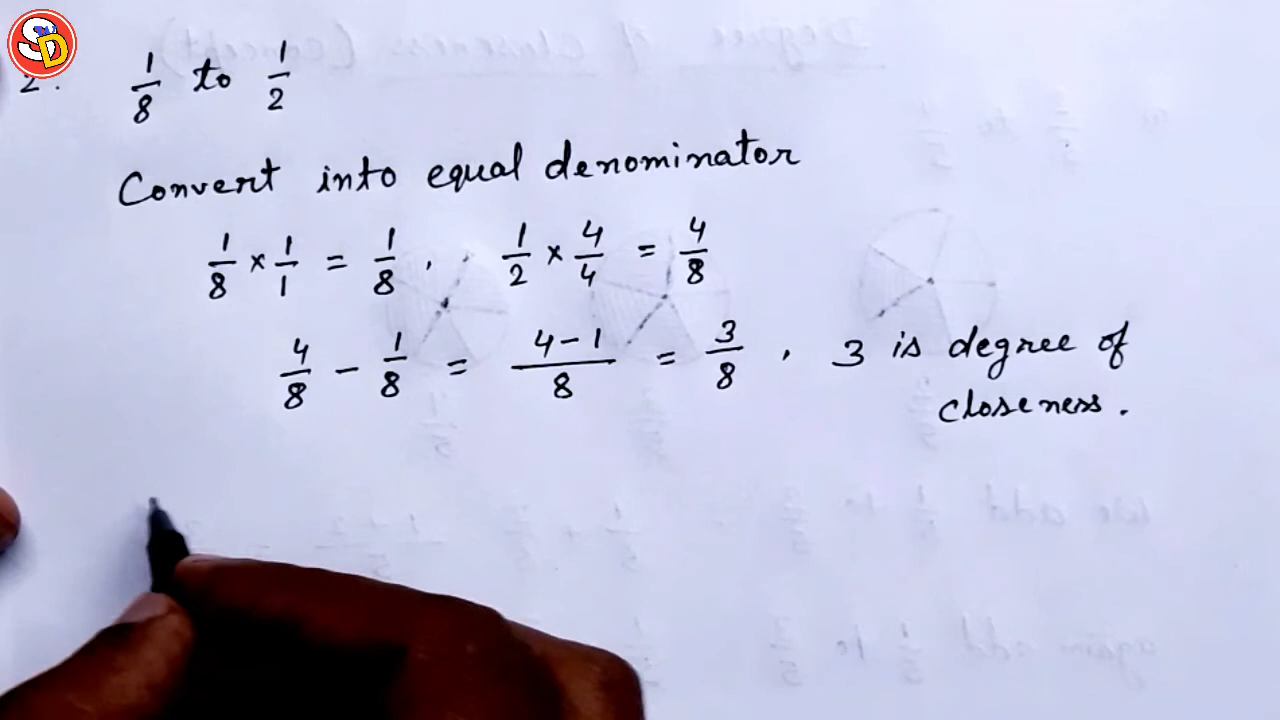 SD
2. 1/8 to 1/2
Convert into equal denominator
1/8 × 1/1 = 1/8 , 1/2 × 4/4 = 4/8
4/8 - 1/8 = 4-1/8 = 3/8 , 3 is degree of
closeness.